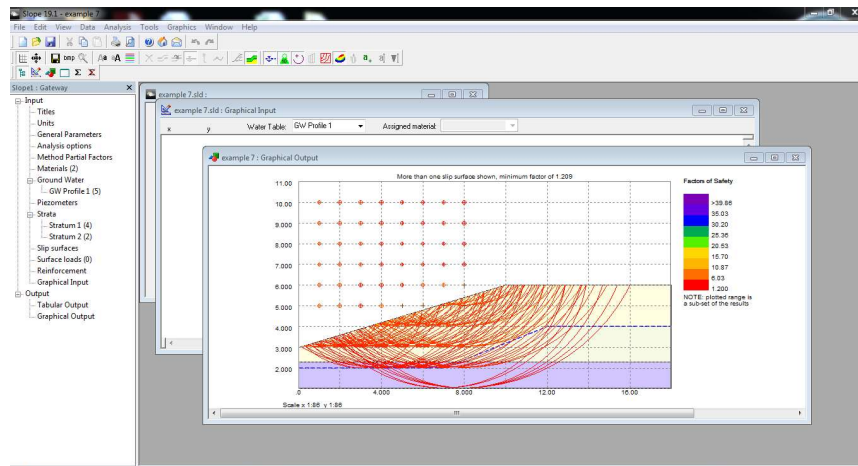 Slope 19.1 - example 7
File Edit View Data Analysis Tools Graphics Window Help
bmp
Slope1 : Gateway
Input
Titles
Units
General Parameters
Analysis options
Method Partial Factors
Materials (2)
Ground Water
GW Profile 1 (5)
Piezometers
Strata
Stratum 1 (4)
Stratum 2 (2)
Slip surfaces
Surface loads (0)
Reinforcement
Graphical Input
Output
Tabular Output
Graphical Output
example 7.sld :
example 7.sld : Graphical Input
x y Water Table: GW Profile 1 Assigned material:
example 7 : Graphical Output
More than one slip surface shown, minimum factor of 1.209
11.00
10.00
9.000
8.000
7.000
6.000
5.000
4.000
3.000
2.000
.0 4.000 8.000 12.00 16.00
Scale x 1:86 y 1:86
Factors of Safety
>39.86
35.03
30.20
25.36
20.53
15.70
10.87
6.03
1.200
NOTE: plotted range is
a sub-set of the results